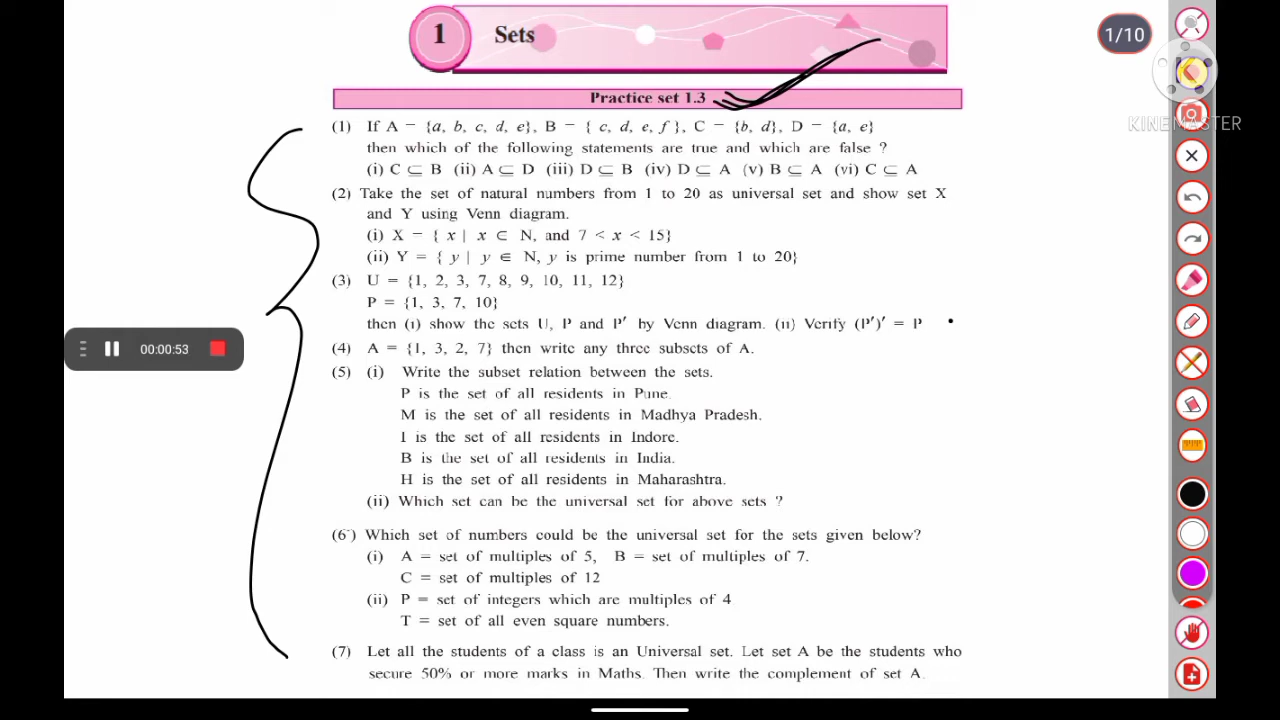 1 Sets
1/10
Practice set 1.3
KINEMASTER
(1) If A = {a, b, c, d, e}, B = { c, d, e, f }, C = {b, d}, D = {a, e}
then which of the following statements are true and which are false ?
(i) C ⊆ B (ii) A ⊆ D (iii) D ⊆ B (iv) D ⊆ A (v) B ⊆ A (vi) C ⊆ A
(2) Take the set of natural numbers from 1 to 20 as universal set and show set X
and Y using Venn diagram.
(i) X = { x | x ∈ N, and 7 < x < 15}
(ii) Y = { y | y ∈ N, y is prime number from 1 to 20}
(3) U = {1, 2, 3, 7, 8, 9, 10, 11, 12}
P = {1, 3, 7, 10}
then (i) show the sets U, P and P′ by Venn diagram. (ii) Verify (P′)′ = P
00:00:53
(4) A = {1, 3, 2, 7} then write any three subsets of A.
(5) (i) Write the subset relation between the sets.
P is the set of all residents in Pune.
M is the set of all residents in Madhya Pradesh.
I is the set of all residents in Indore.
B is the set of all residents in India.
H is the set of all residents in Maharashtra.
(ii) Which set can be the universal set for above sets ?
(6*) Which set of numbers could be the universal set for the sets given below?
(i) A = set of multiples of 5, B = set of multiples of 7.
C = set of multiples of 12
(ii) P = set of integers which are multiples of 4
T = set of all even square numbers.
(7) Let all the students of a class is an Universal set. Let set A be the students who
secure 50% or more marks in Maths. Then write the complement of set A.